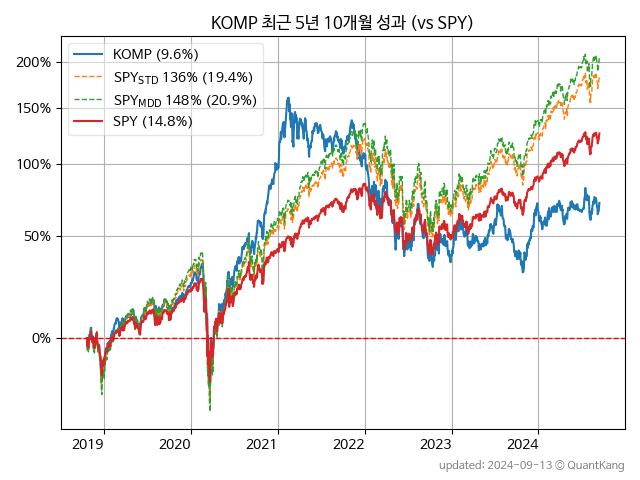 KOMP 최근 5년 10개월 성과 (vs SPY)
KOMP (9.6%)
SPY_STD 136% (19.4%)
SPY_MDD 148% (20.9%)
SPY (14.8%)
200%
150%
100%
50%
0%
2019 2020 2021 2022 2023 2024
updated: 2024-09-13 © QuantKang